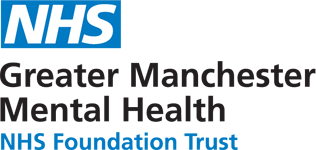 NHS
Greater Manchester
Mental Health
NHS Foundation Trust